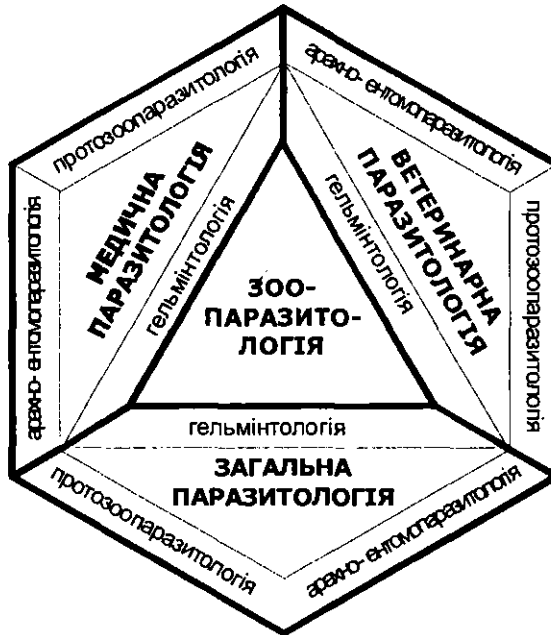 протозоопаразитологія
арахно- ентомопаразитологія
МЕДИЧНА
ПАРАЗИТОЛОГІЯ
ВЕТЕРИНАРНА
ПАРАЗИТОЛОГІЯ
гельмінтологія
гельмінтологія
арахно- ентомопаразитологія
протозоопаразитологія
ЗОО-
ПАРАЗИТО-
ЛОГІЯ
гельмінтологія
ЗАГАЛЬНА
ПАРАЗИТОЛОГІЯ
протозоопаразитологія
арахно- ентомопаразитологія